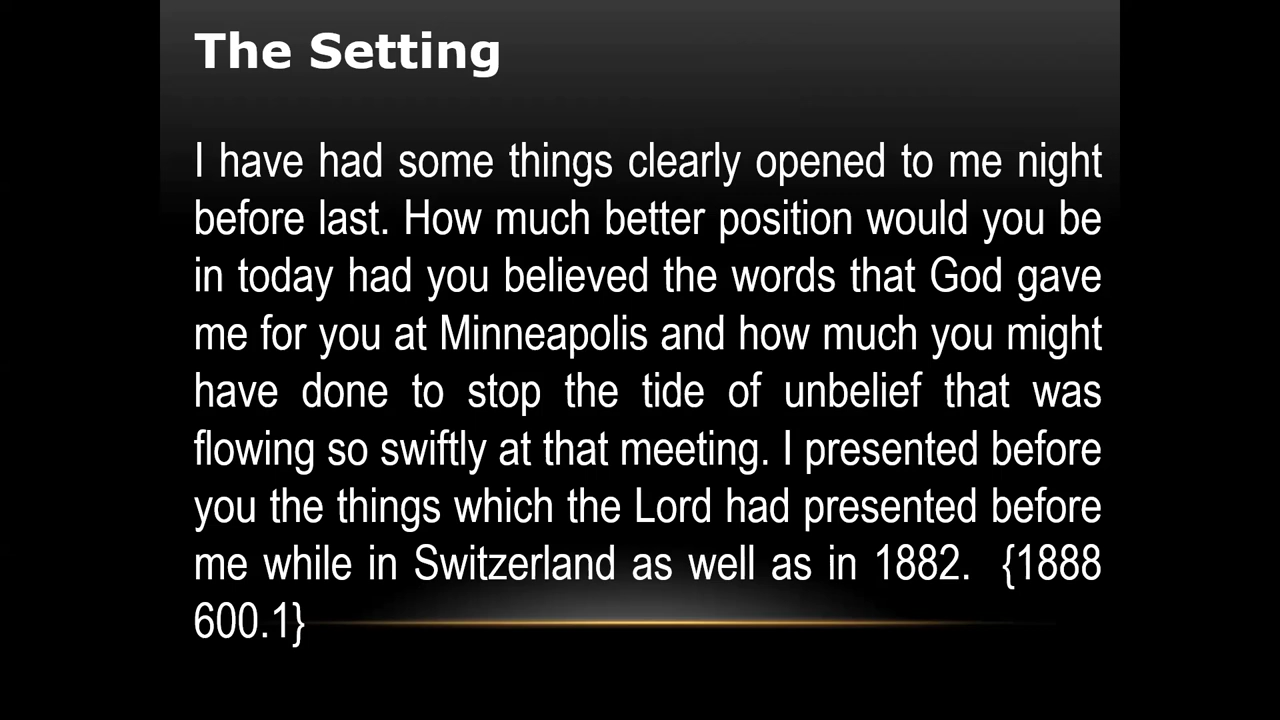 The Setting
I have had some things clearly opened to me night
before last. How much better position would you be
in today had you believed the words that God gave
me for you at Minneapolis and how much you might
have done to stop the tide of unbelief that was
flowing so swiftly at that meeting. I presented before
you the things which the Lord had presented before
me while in Switzerland as well as in 1882.  {1888
600.1}